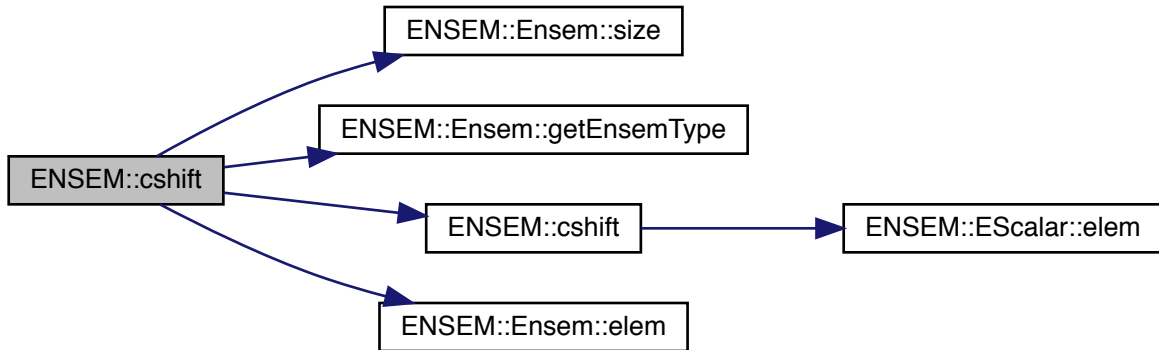 ENSEM::Ensem::size
ENSEM::Ensem::getEnsemType
ENSEM::cshift
ENSEM::cshift
ENSEM::EScalar::elem
ENSEM::Ensem::elem